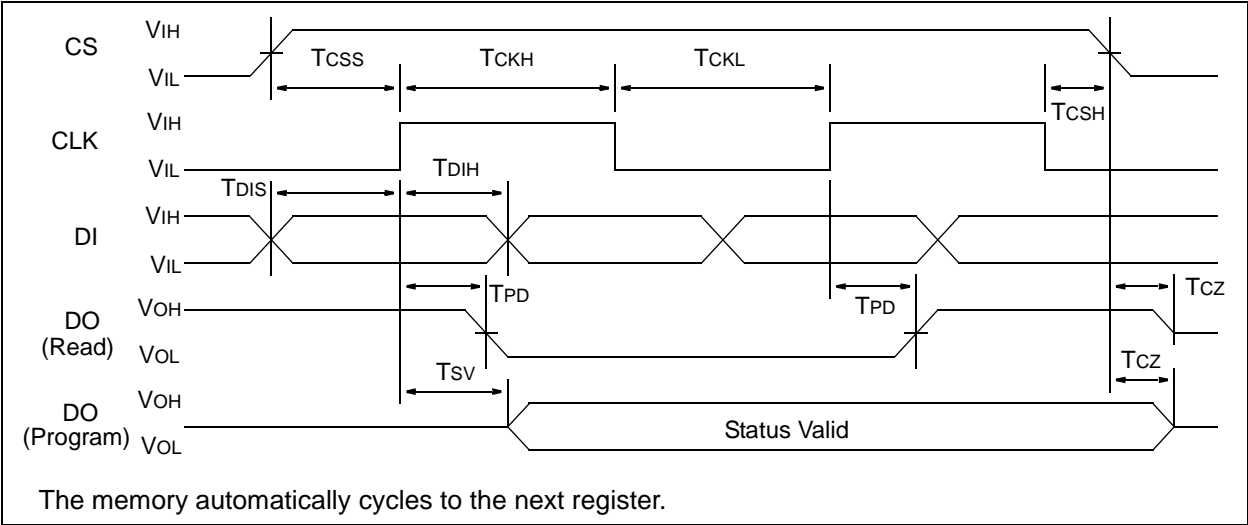 CS
VIH
VIL
TCSS
TCKH
TCKL
TCSH
CLK
VIH
VIL
TDIS
TDIH
DI
VIH
VIL
TPD
TPD
TCZ
DO
(Read)
VOH
VOL
TSV
TCZ
DO
(Program)
VOH
VOL
Status Valid
The memory automatically cycles to the next register.